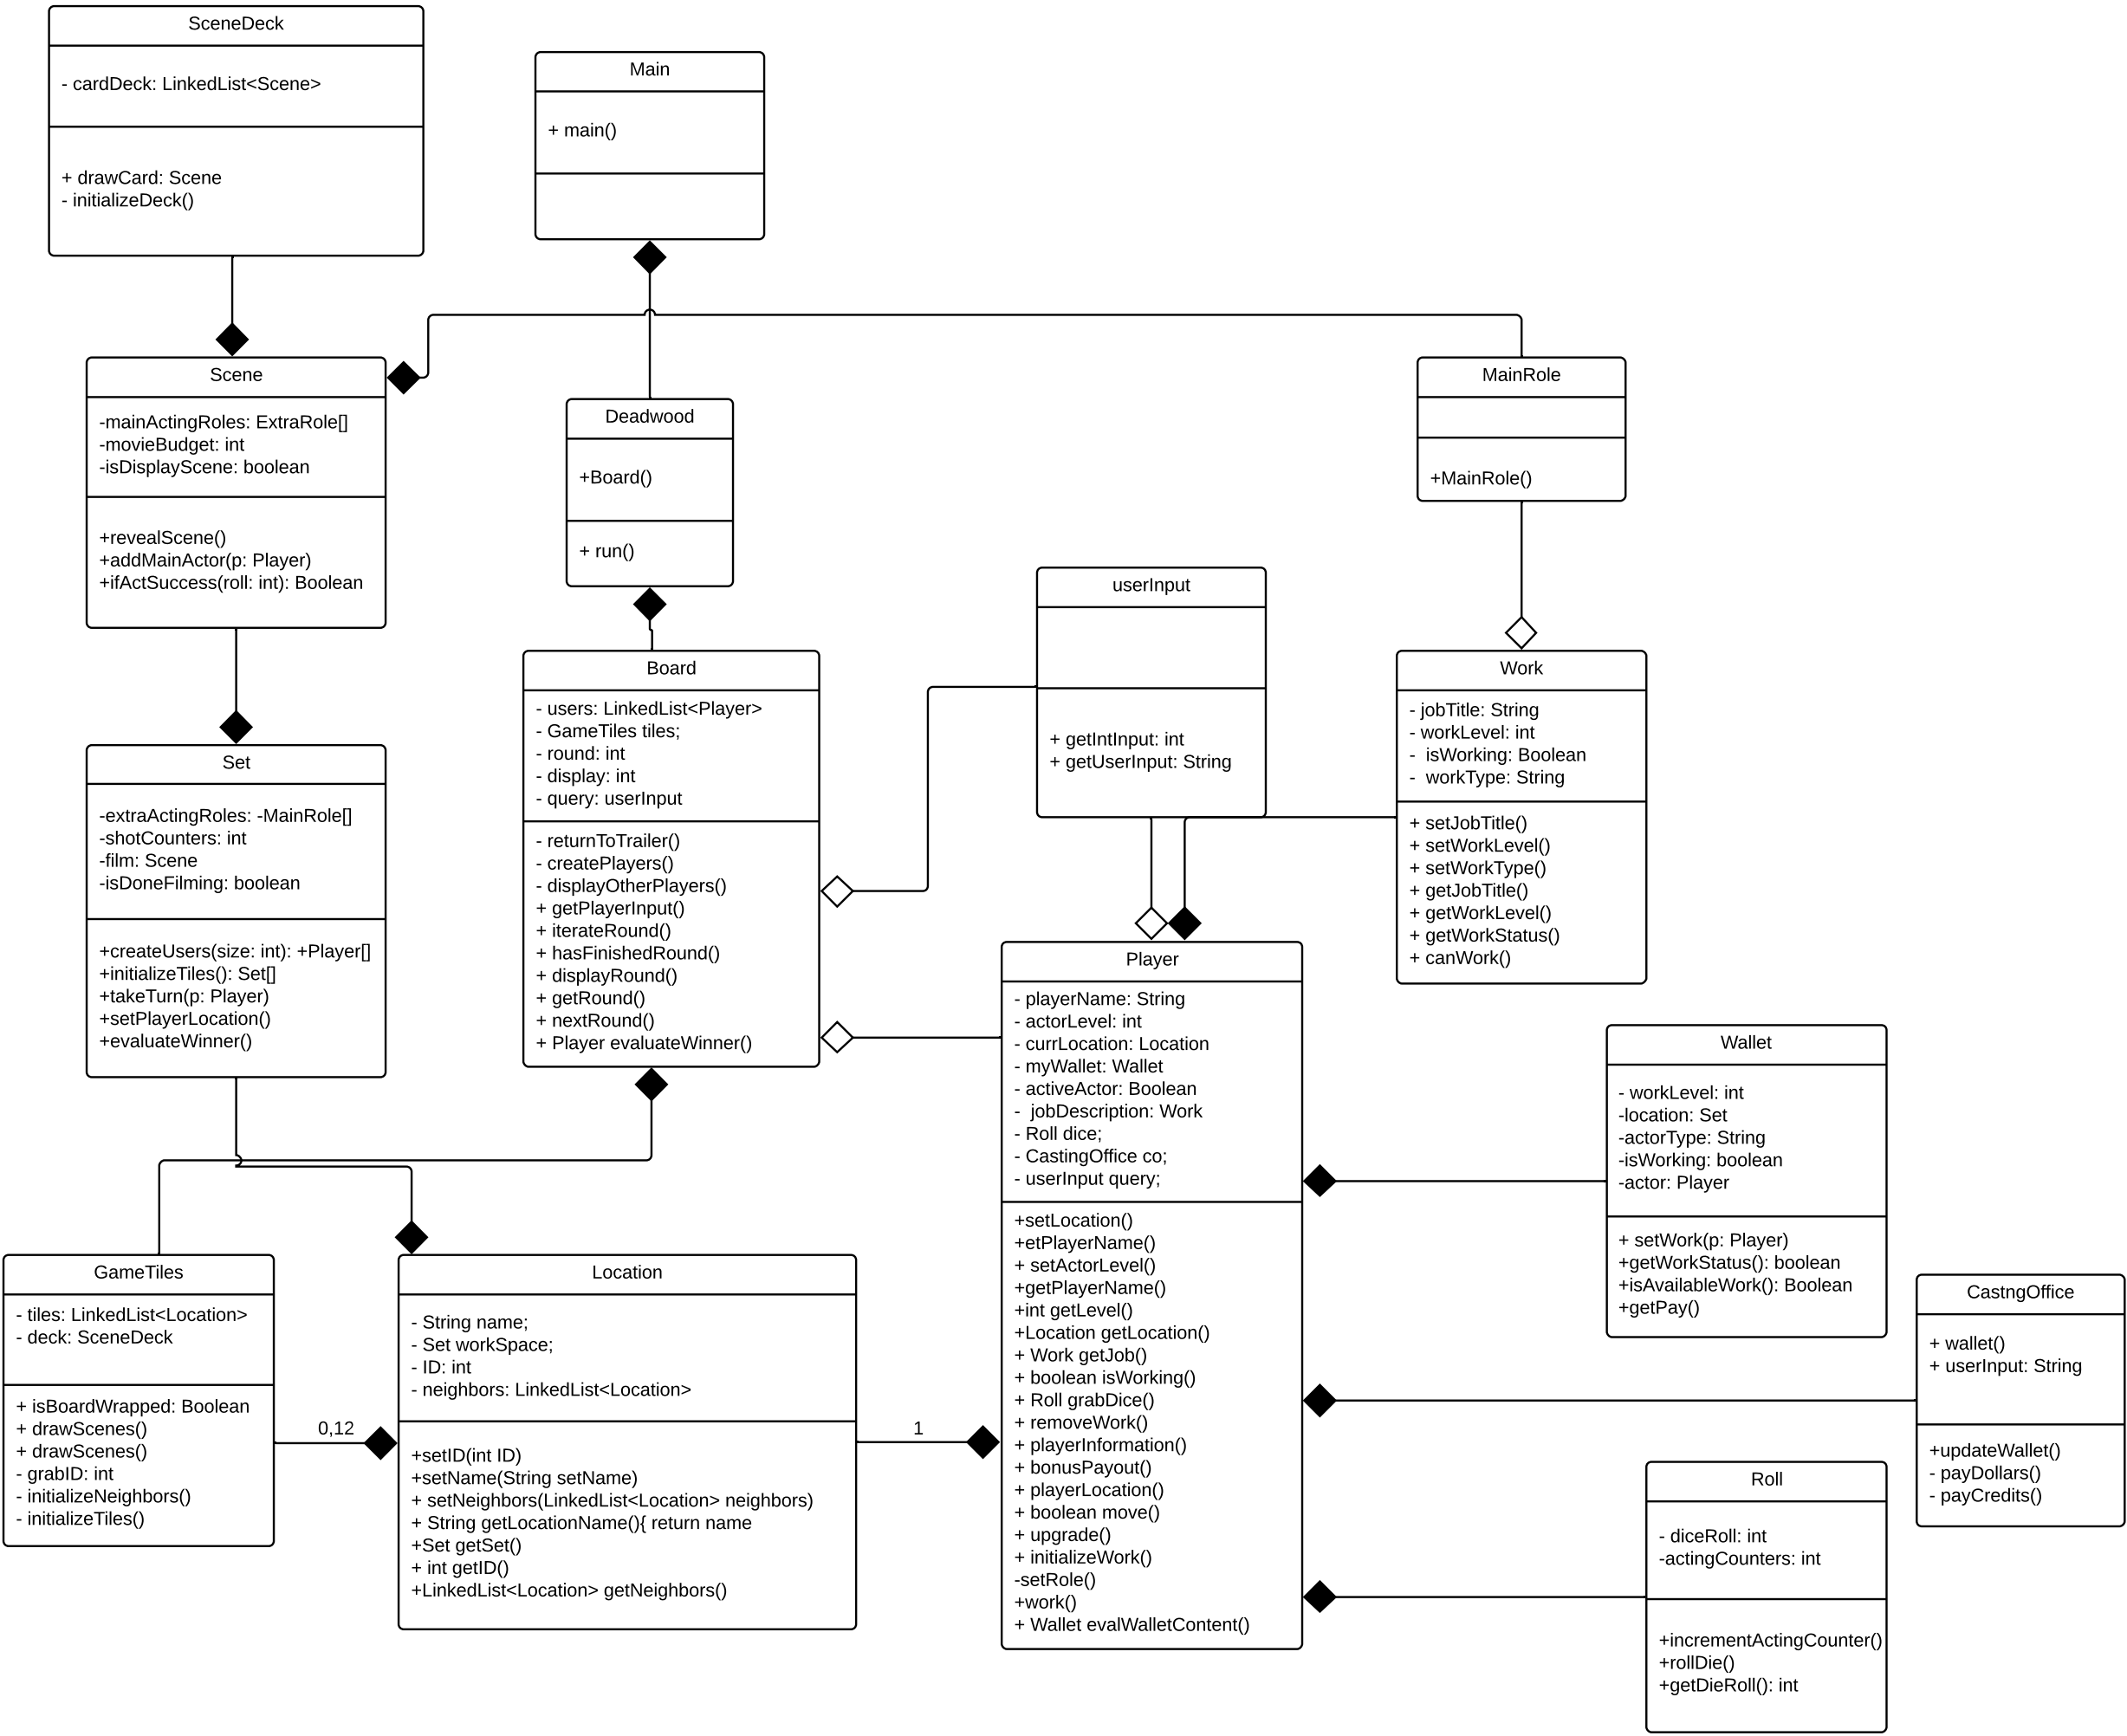 SceneDeck
- cardDeck: LinkedList<Scene>
+ drawCard: Scene
- initializeDeck()
Main
+ main()
Scene
-mainActingRoles: ExtraRole[]
-movieBudget: int
-isDisplayScene: boolean
+revealScene()
+addMainActor(p: Player)
+ifActSuccess(roll: int): Boolean
Deadwood
+Board()
+ run()
MainRole
+MainRole()
userInput
+ getIntInput: int
+ getUserInput: String
Board
- users: LinkedList<Player>
- GameTiles tiles;
- round: int
- display: int
- query: userInput
- returnToTrailer()
- createPlayers()
- displayOtherPlayers()
+ getPlayerInput()
+ iterateRound()
+ hasFinishedRound()
+ displayRound()
+ getRound()
+ nextRound()
+ Player evaluateWinner()
Work
- jobTitle: String
- workLevel: int
-  isWorking: Boolean
-  workType: String
+ setJobTitle()
+ setWorkLevel()
+ setWorkType()
+ getJobTitle()
+ getWorkLevel()
+ getWorkStatus()
+ canWork()
Set
-extraActingRoles: -MainRole[]
-shotCounters: int
-film: Scene
-isDoneFilming: boolean
+createUsers(size: int): +Player[]
+initializeTiles(): Set[]
+takeTurn(p: Player)
+setPlayerLocation()
+evaluateWinner()
Player
- playerName: String
- actorLevel: int
- currLocation: Location
- myWallet: Wallet
- activeActor: Boolean
-  jobDescription: Work
- Roll dice;
- CastingOffice co;
- userInput query;
+setLocation()
+etPlayerName()
+ setActorLevel()
+getPlayerName()
+int getLevel()
+Location getLocation()
+ Work getJob()
+ boolean isWorking()
+ Roll grabDice()
+ removeWork()
+ playerInformation()
+ bonusPayout()
+ playerLocation()
+ boolean move()
+ upgrade()
+ initializeWork()
-setRole()
+work()
+ Wallet evalWalletContent()
Wallet
- workLevel: int
-location: Set
-actorType: String
-isWorking: boolean
-actor: Player
+ setWork(p: Player)
+getWorkStatus(): boolean
+isAvailableWork(): Boolean
+getPay()
GameTiles
- tiles: LinkedList<Location>
- deck: SceneDeck
+ isBoardWrapped: Boolean
+ drawScenes()
+ drawScenes()
- grabID: int
- initializeNeighbors()
- initializeTiles()
0,12
Location
- String name;
- Set workSpace;
- ID: int
- neighbors: LinkedList<Location>
+setID(int ID)
+setName(String setName)
+ setNeighbors(LinkedList<Location> neighbors)
+ String getLocationName(){ return name
+Set getSet()
+ int getID()
+LinkedList<Location> getNeighbors()
1
CastngOffice
+ wallet()
+ userInput: String
+updateWallet()
- payDollars()
- payCredits()
Roll
- diceRoll: int
-actingCounters: int
+incrementActingCounter()
+rollDie()
+getDieRoll(): int